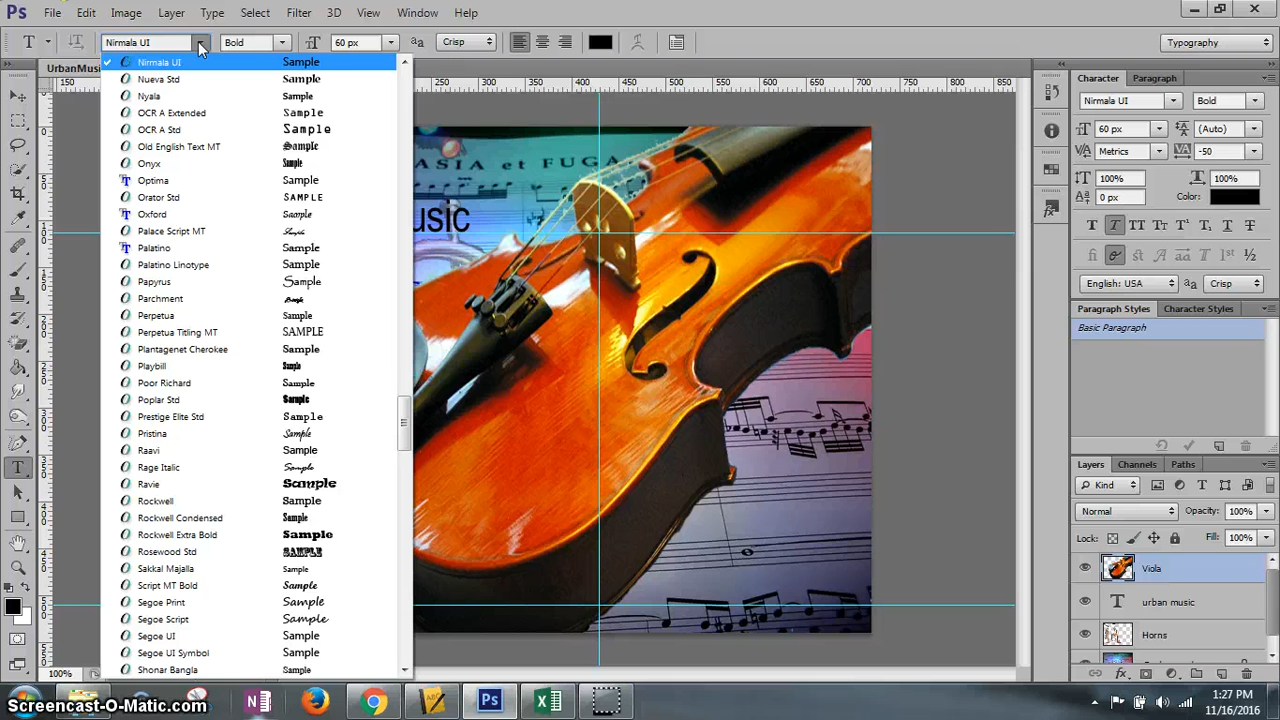 Ps File Edit Image Layer Type Select Filter 3D View Window Help
T Nirmala UI Bold 60 px Crisp Typography
UrbanMusi
150 250 300 350 400 450 500 550 600 650 700 750 800 850
Nirmala UI Sample
Nueva Std Sample
Nyala Sample
OCR A Extended Sample
OCR A Std Sample
Old English Text MT Sample
Onyx Sample
Optima Sample
Orator Std SAMPLE
Oxford Sample
Palace Script MT Sample
Palatino Sample
Palatino Linotype Sample
Papyrus Sample
Parchment
Perpetua Sample
Perpetua Titling MT SAMPLE
Plantagenet Cherokee Sample
Playbill Sample
Poor Richard Sample
Poplar Std Sample
Prestige Elite Std Sample
Pristina Sample
Raavi Sample
Rage Italic Sample
Ravie Sample
Rockwell Sample
Rockwell Condensed Sample
Rockwell Extra Bold Sample
Rosewood Std SAMPLE
Sakkal Majalla Sample
Script MT Bold Sample
Segoe Print Sample
Segoe Script Sample
Segoe UI Sample
Segoe UI Symbol Sample
Shonar Bangla Sample
ASIA et FUGA
usic
Character Paragraph
Nirmala UI Bold
60 px (Auto)
Metrics -50
100% 100%
0 px Color:
T T TT Tr T¹ T₁ T T
English: USA Crisp
Paragraph Styles Character Styles
Basic Paragraph
Layers Channels Paths
Kind
Normal Opacity: 100%
Lock: Fill: 100%
Viola
T urban music
Horns
100%
Screencast-O-Matic.com
1:27 PM
11/16/2016